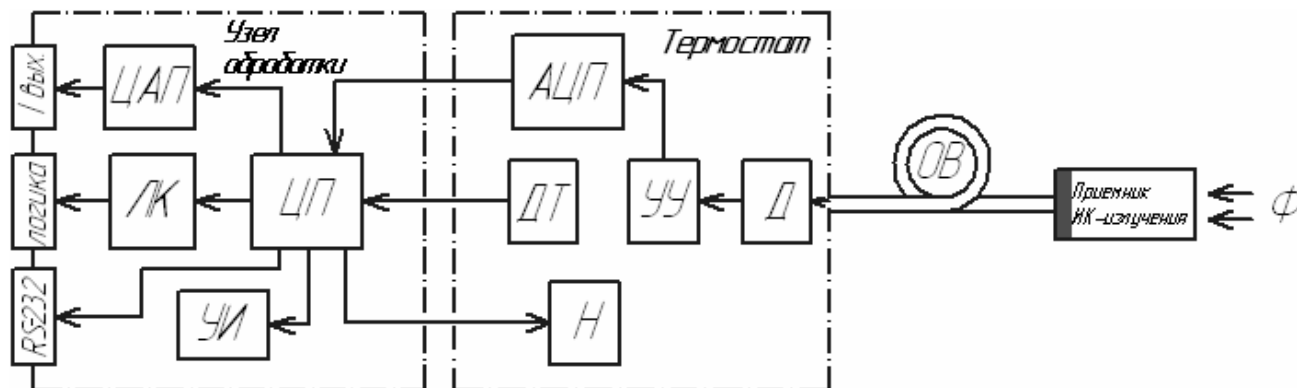 Узел
обработки
Термостат
I вых.
ЦАП
АЦП
логика
ЛК
ЦП
ДТ
УУ
Д
ОВ
Приемник
ИК-излучения
Ф
RS232
УИ
Н